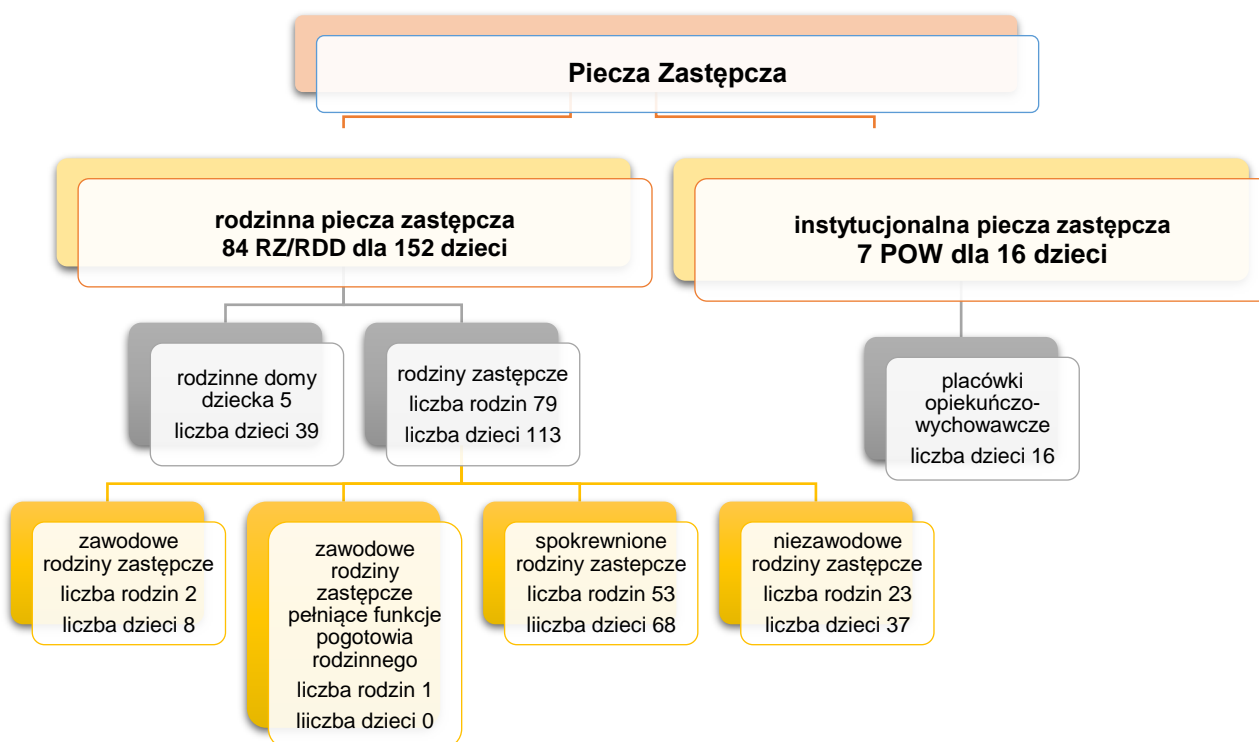 Piecza Zastępcza
rodzinna piecza zastępcza
84 RZ/RDD dla 152 dzieci
instytucjonalna piecza zastępcza
7 POW dla 16 dzieci
rodzinne domy
dziecka 5
liczba dzieci 39
rodziny zastępcze
liczba rodzin 79
liczba dzieci 113
placówki
opiekuńczo-
wychowawcze
liczba dzieci 16
zawodowe
rodziny zastępcze
liczba rodzin 2
liczba dzieci 8
zawodowe
rodziny
zastępcze
pełniące funkcje
pogotowia
rodzinnego
liczba rodzin 1
liiczba dzieci 0
spokrewnione
rodziny zastepcze
liczba rodzin 53
liiczba dzieci 68
niezawodowe
rodziny zastępcze
liczba rodzin 23
liczba dzieci 37